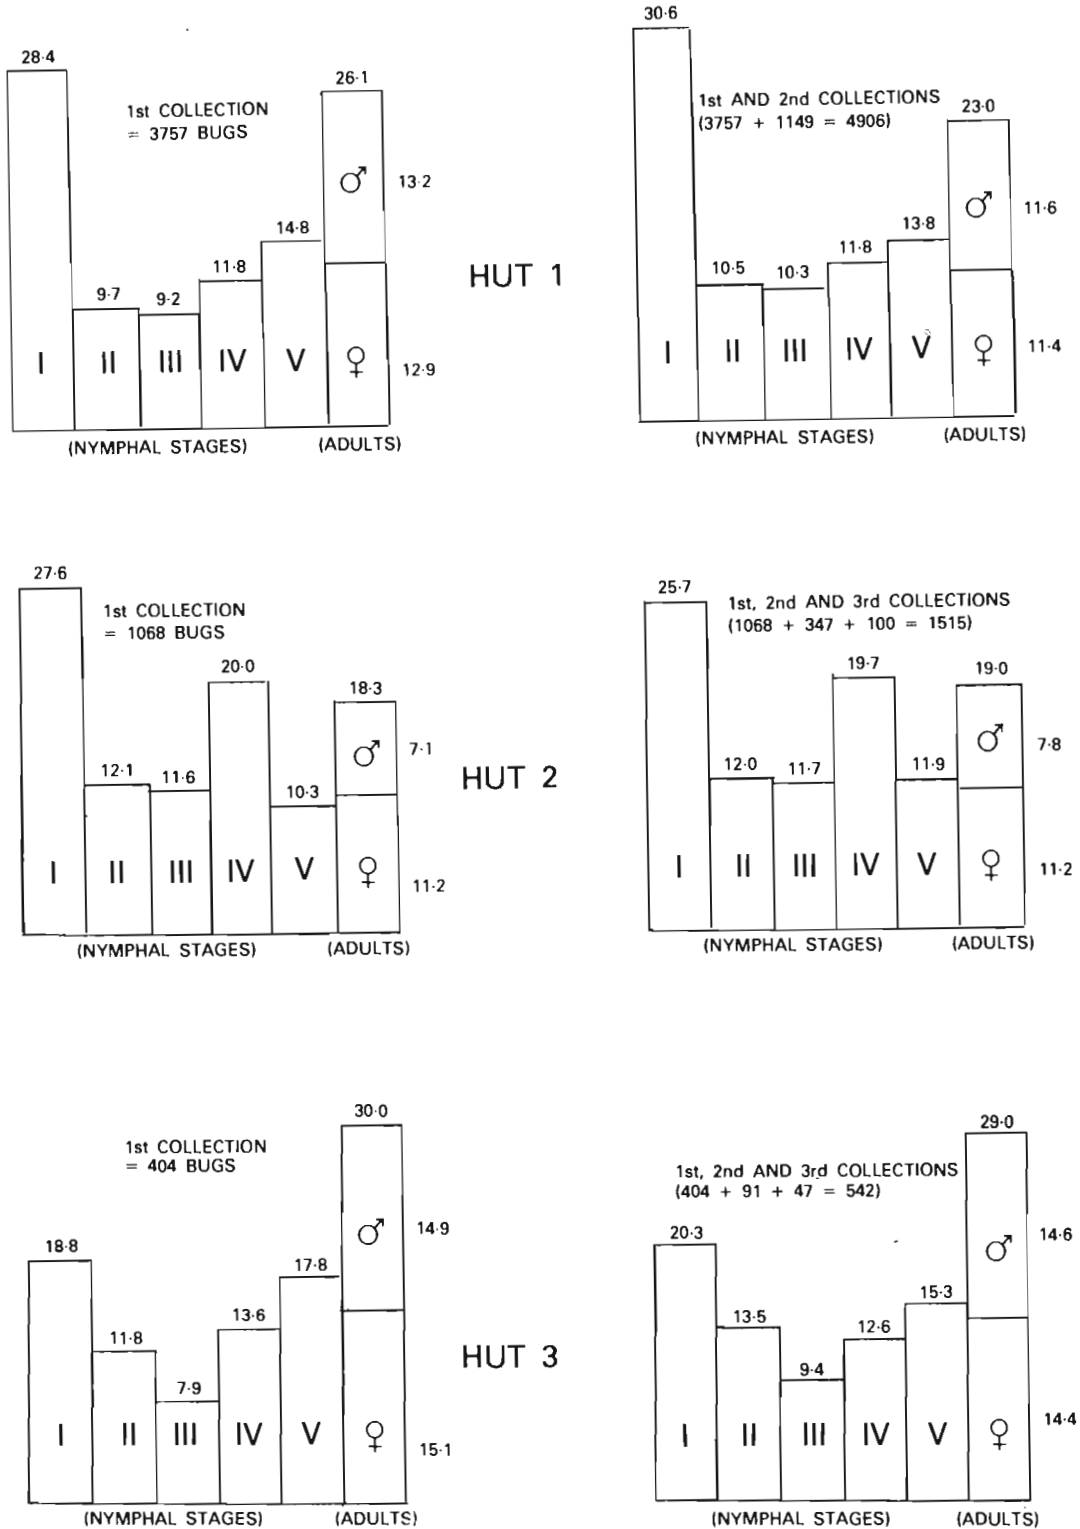 28·4
26·1
1st COLLECTION
= 3757 BUGS
♂
13·2
14·8
11·8
9·7
9·2
I
II
III
IV
V
♀
12·9
(NYMPHAL STAGES)
(ADULTS)
HUT 1
30·6
1st AND 2nd COLLECTIONS
(3757 + 1149 = 4906)
23·0
♂
11·6
13·8
11·8
10·5
10·3
I
II
III
IV
V
♀
11·4
(NYMPHAL STAGES)
(ADULTS)
27·6
1st COLLECTION
= 1068 BUGS
20·0
18·3
♂
7·1
12·1
11·6
10·3
I
II
III
IV
V
♀
11·2
(NYMPHAL STAGES)
(ADULTS)
HUT 2
25·7
1st, 2nd AND 3rd COLLECTIONS
(1068 + 347 + 100 = 1515)
19·7
19·0
♂
7·8
12·0
11·7
11·9
I
II
III
IV
V
♀
11·2
(NYMPHAL STAGES)
(ADULTS)
30·0
1st COLLECTION
= 404 BUGS
♂
14·9
18·8
17·8
13·6
11·8
7·9
I
II
III
IV
V
♀
15·1
(NYMPHAL STAGES)
(ADULTS)
HUT 3
29·0
1st, 2nd AND 3rd COLLECTIONS
(404 + 91 + 47 = 542)
♂
14·6
20·3
15·3
13·5
12·6
9·4
I
II
III
IV
V
♀
14·4
(NYMPHAL STAGES)
(ADULTS)